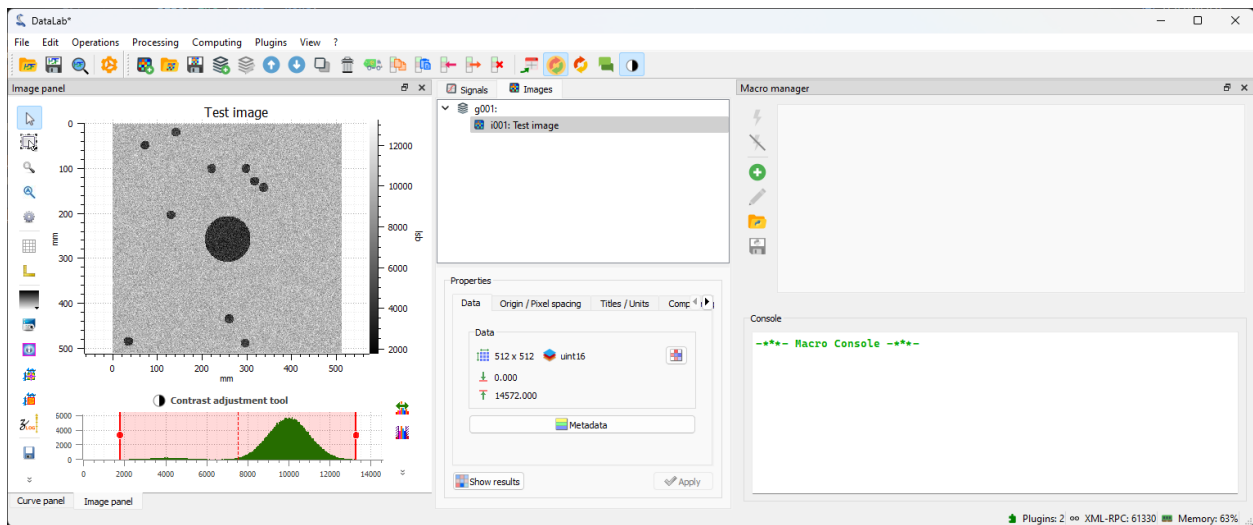 DataLab*
File Edit Operations Processing Computing Plugins View ?
Image panel
Test image
0
100
200
300
400
500
mm
0 100 200 300 400 500
mm
12000
10000
8000
6000
4000
2000
lsb
Contrast adjustment tool
6000
4000
2000
0
0 2000 4000 6000 8000 10000 12000 14000
Curve panel Image panel
Signals Images
g001:
i001: Test image
Properties
Data Origin / Pixel spacing Titles / Units
Data
512 x 512 uint16
0.000
14572.000
Metadata
Show results Apply
Macro manager
Console
-***- Macro Console -***-
Plugins: 2 XML-RPC: 61330 Memory: 63%